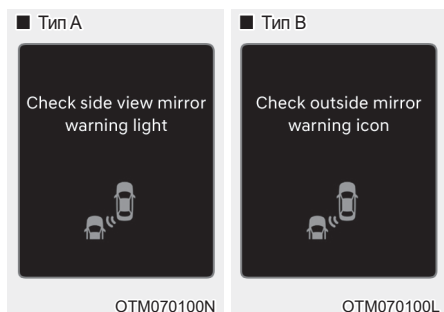 ■ Тип A
Check side view mirror
warning light
OTM070100N
■ Тип B
Check outside mirror
warning icon
OTM070100L